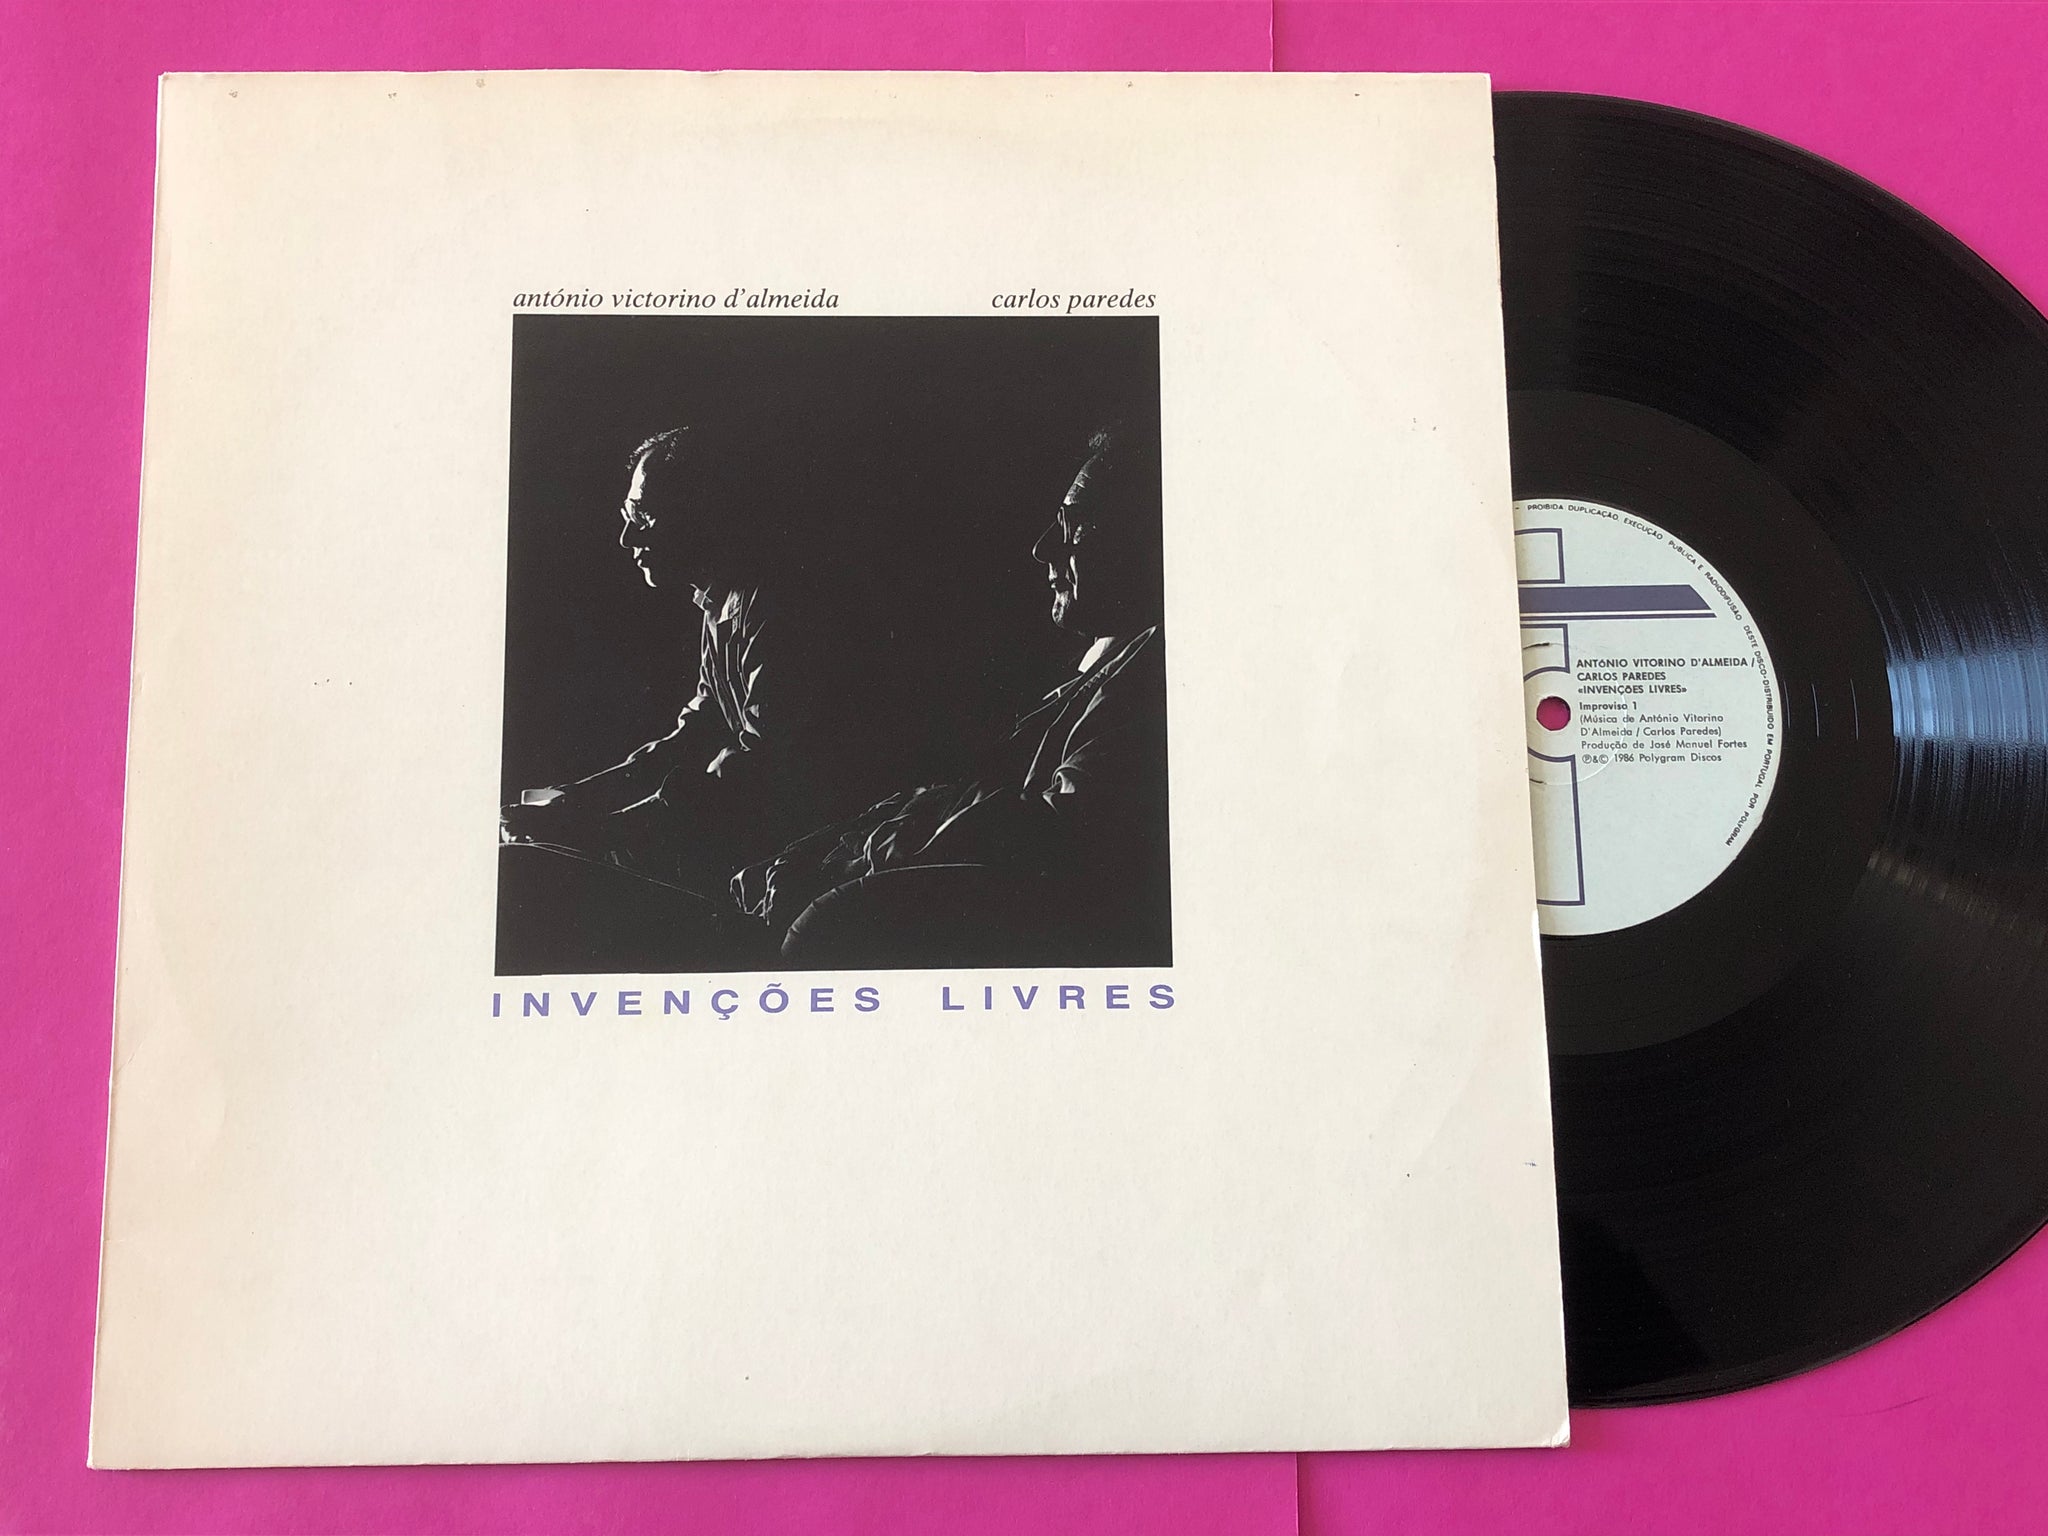 antónio victorino d'almeida
carlos paredes
INVENÇÕES LIVRES
- PROIBIDA DUPLICAÇÃO, EXECUÇÃO PUBLICA E RADIODIFUSÃO DESTE DISCO-DISTRIBUIDO EM PORTUGAL POR POLYGRAM
ANTÓNIO VITORINO D'ALMEIDA /
CARLOS PAREDES
«INVENÇÕES LIVRES»
Improviso 1
(Música de António Vitorino
D'Almeida / Carlos Paredes)
Produção de José Manuel Fortes
℗&© 1986 Polygram Discos